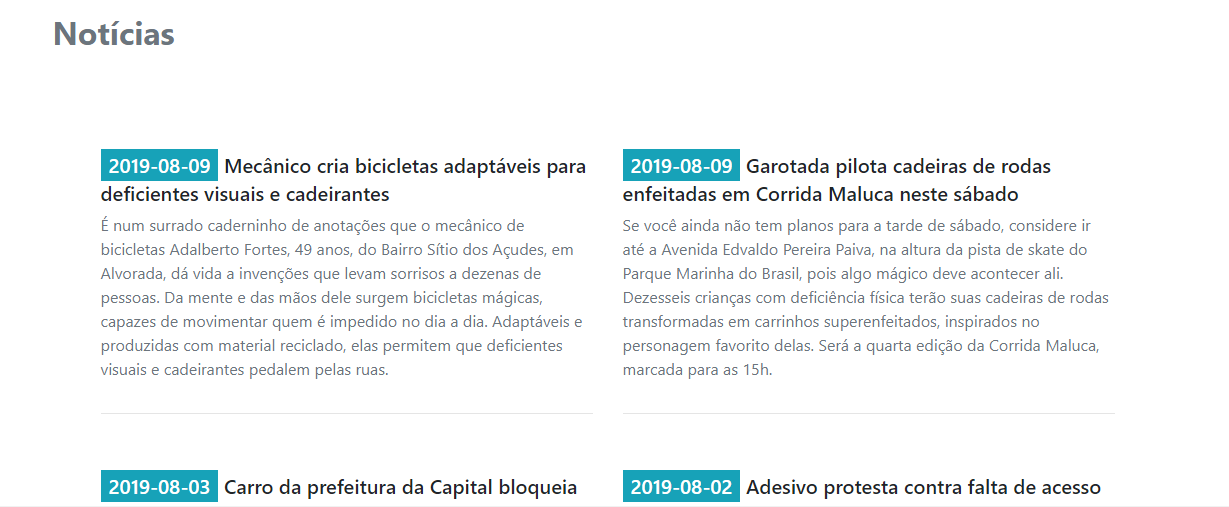 Notícias
2019-08-09 Mecânico cria bicicletas adaptáveis para
deficientes visuais e cadeirantes
É num surrado caderninho de anotações que o mecânico de
bicicletas Adalberto Fortes, 49 anos, do Bairro Sítio dos Açudes, em
Alvorada, dá vida a invenções que levam sorrisos a dezenas de
pessoas. Da mente e das mãos dele surgem bicicletas mágicas,
capazes de movimentar quem é impedido no dia a dia. Adaptáveis e
produzidas com material reciclado, elas permitem que deficientes
visuais e cadeirantes pedalem pelas ruas.
2019-08-09 Garotada pilota cadeiras de rodas
enfeitadas em Corrida Maluca neste sábado
Se você ainda não tem planos para a tarde de sábado, considere ir
até a Avenida Edvaldo Pereira Paiva, na altura da pista de skate do
Parque Marinha do Brasil, pois algo mágico deve acontecer ali.
Dezesseis crianças com deficiência física terão suas cadeiras de rodas
transformadas em carrinhos superenfeitados, inspirados no
personagem favorito delas. Será a quarta edição da Corrida Maluca,
marcada para as 15h.
2019-08-03 Carro da prefeitura da Capital bloqueia
2019-08-02 Adesivo protesta contra falta de acesso